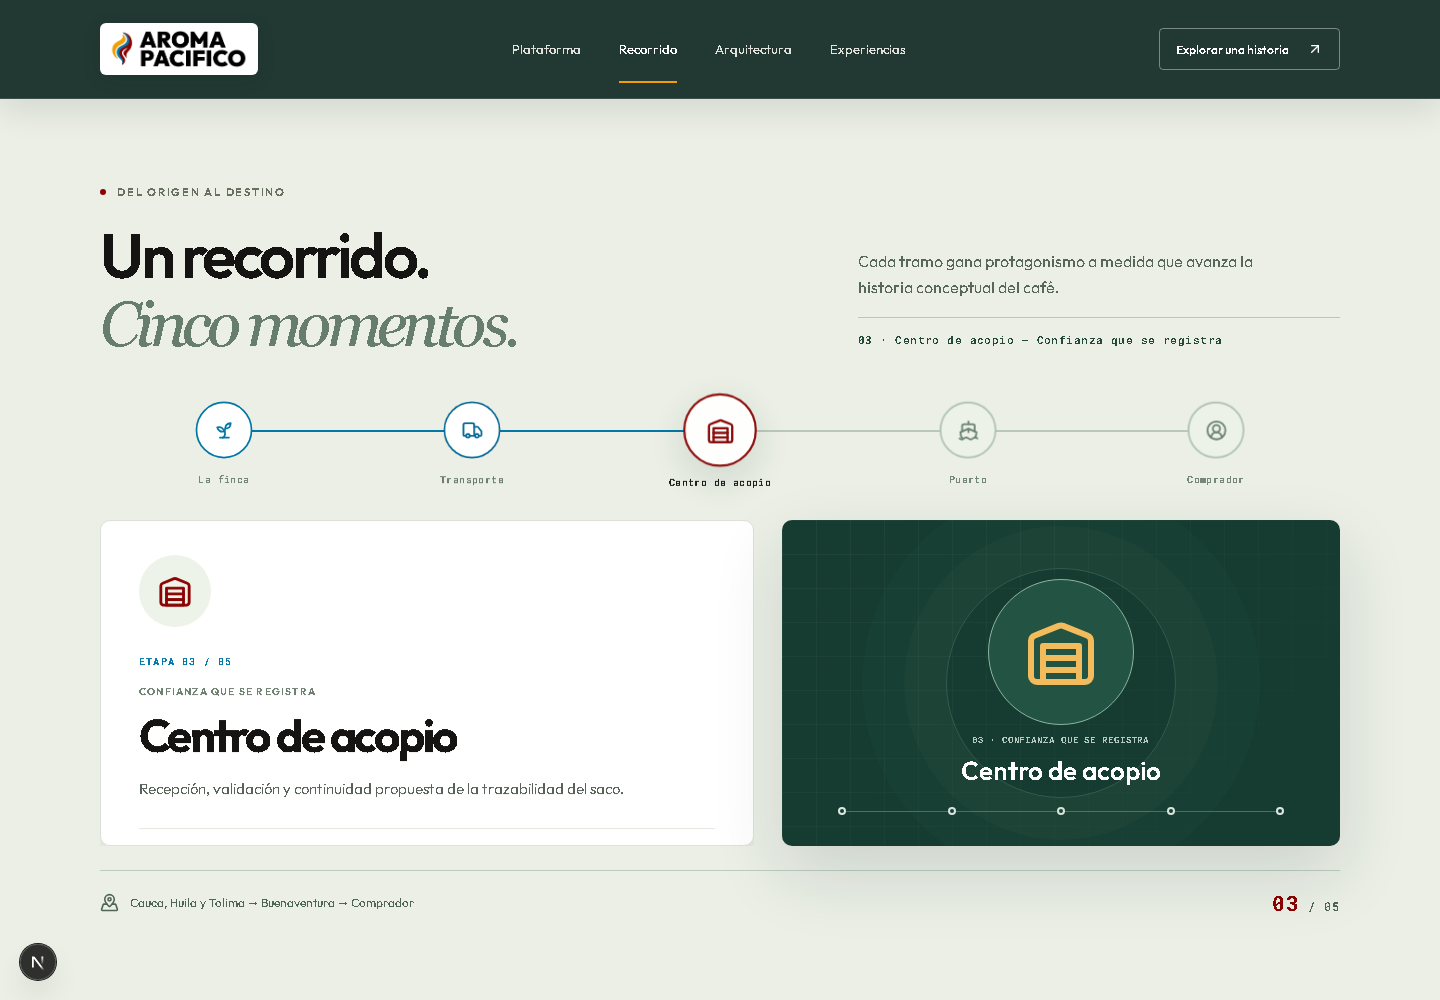 AROMA
PACIFICO
Plataforma
Recorrido
Arquitectura
Experiencias
Explorar una historia
DEL ORIGEN AL DESTINO
Un recorrido.
Cinco momentos.
Cada tramo gana protagonismo a medida que avanza la
historia conceptual del café.
03 · Centro de acopio — Confianza que se registra
La finca
Transporte
Centro de acopio
Puerto
Comprador
ETAPA 03 / 05
CONFIANZA QUE SE REGISTRA
Centro de acopio
Recepción, validación y continuidad propuesta de la trazabilidad del saco.
03 · CONFIANZA QUE SE REGISTRA
Centro de acopio
Cauca, Huila y Tolima → Buenaventura → Comprador
03 / 05
N